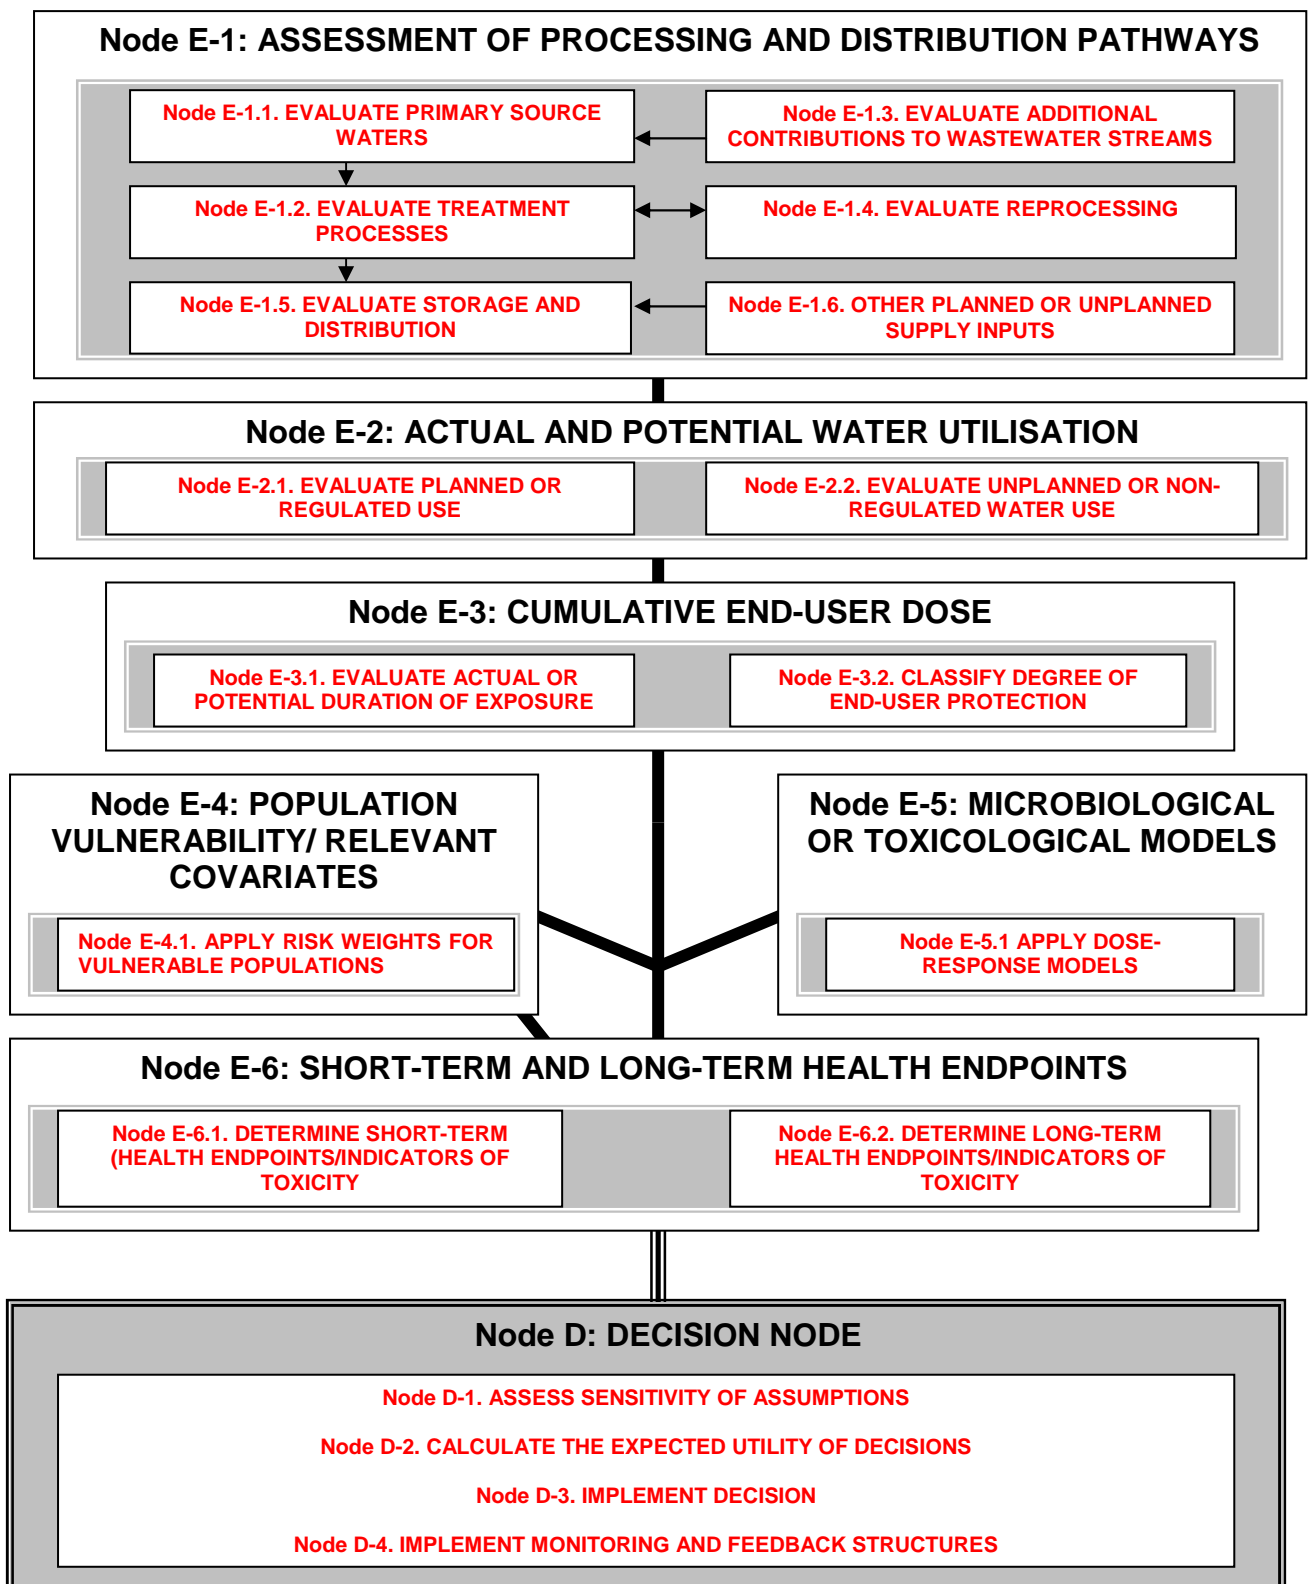 Node E-1: ASSESSMENT OF PROCESSING AND DISTRIBUTION PATHWAYS
Node E-1.1. EVALUATE PRIMARY SOURCE
WATERS
Node E-1.3. EVALUATE ADDITIONAL
CONTRIBUTIONS TO WASTEWATER STREAMS
Node E-1.2. EVALUATE TREATMENT
PROCESSES
Node E-1.4. EVALUATE REPROCESSING
Node E-1.5. EVALUATE STORAGE AND
DISTRIBUTION
Node E-1.6. OTHER PLANNED OR UNPLANNED
SUPPLY INPUTS
Node E-2: ACTUAL AND POTENTIAL WATER UTILISATION
Node E-2.1. EVALUATE PLANNED OR
REGULATED USE
Node E-2.2. EVALUATE UNPLANNED OR NON-
REGULATED WATER USE
Node E-3: CUMULATIVE END-USER DOSE
Node E-3.1. EVALUATE ACTUAL OR
POTENTIAL DURATION OF EXPOSURE
Node E-3.2. CLASSIFY DEGREE OF
END-USER PROTECTION
Node E-4: POPULATION
VULNERABILITY/ RELEVANT
COVARIATES
Node E-4.1. APPLY RISK WEIGHTS FOR
VULNERABLE POPULATIONS
Node E-5: MICROBIOLOGICAL
OR TOXICOLOGICAL MODELS
Node E-5.1 APPLY DOSE-
RESPONSE MODELS
Node E-6: SHORT-TERM AND LONG-TERM HEALTH ENDPOINTS
Node E-6.1. DETERMINE SHORT-TERM
(HEALTH ENDPOINTS/INDICATORS OF
TOXICITY
Node E-6.2. DETERMINE LONG-TERM
HEALTH ENDPOINTS/INDICATORS OF
TOXICITY
Node D: DECISION NODE
Node D-1. ASSESS SENSITIVITY OF ASSUMPTIONS
Node D-2. CALCULATE THE EXPECTED UTILITY OF DECISIONS
Node D-3. IMPLEMENT DECISION
Node D-4. IMPLEMENT MONITORING AND FEEDBACK STRUCTURES